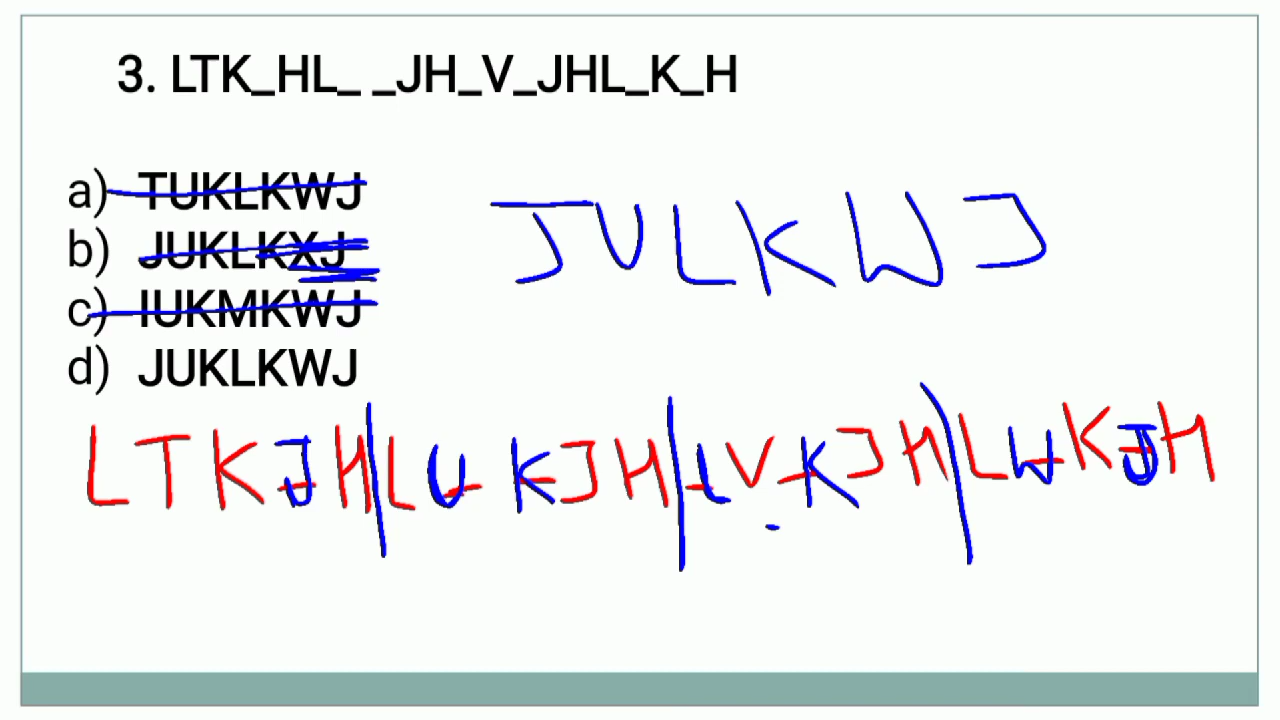 3. LTK_HL_ _JH_V_JHL_K_H
a) TUKLKWJ
b) JUKLKXJ
c) IUKMKWJ
d) JUKLKWJ
JULKWJ
LTKJH|LUKJH|LVKJH|LWKJH